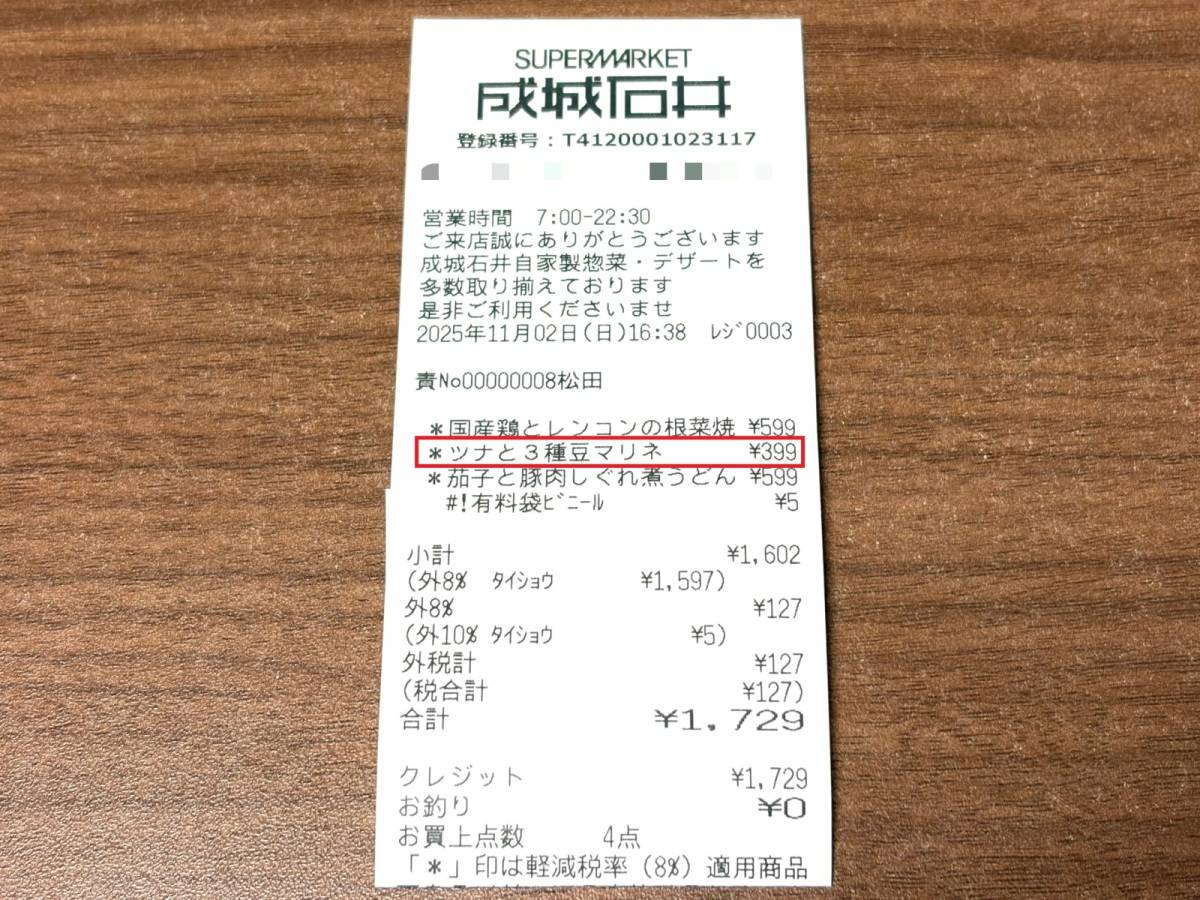 SUPERMARKET
成城石井
登録番号：T4120001023117
営業時間　7:00-22:30
ご来店誠にありがとうございます
成城石井自家製惣菜・デザートを
多数取り揃えております
是非ご利用くださいませ
2025年11月02日(日)16:38　ﾚｼﾞ0003
責No00000008松田
＊国産鶏とレンコンの根菜焼 ¥599
＊ツナと３種豆マリネ ¥399
＊茄子と豚肉しぐれ煮うどん ¥599
#!有料袋ﾋﾞﾆｰﾙ ¥5
小計 ¥1,602
(外8%　ﾀｲｼｮｳ ¥1,597)
外8% ¥127
(外10% ﾀｲｼｮｳ ¥5)
外税計 ¥127
(税合計 ¥127)
合計 ¥1,729
クレジット ¥1,729
お釣り ¥0
お買上点数 4点
「＊」印は軽減税率(8%)適用商品